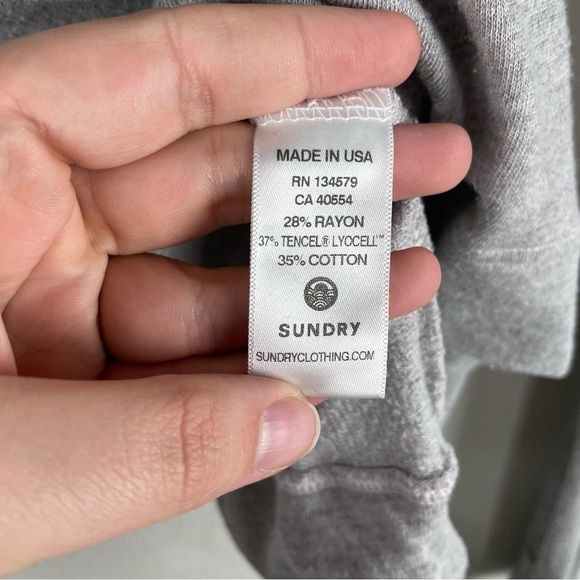 MADE IN USA
RN 134579
CA 40554
28% RAYON
37% TENCEL® LYOCELL™
35% COTTON
SUNDRY
SUNDRYCLOTHING.COM